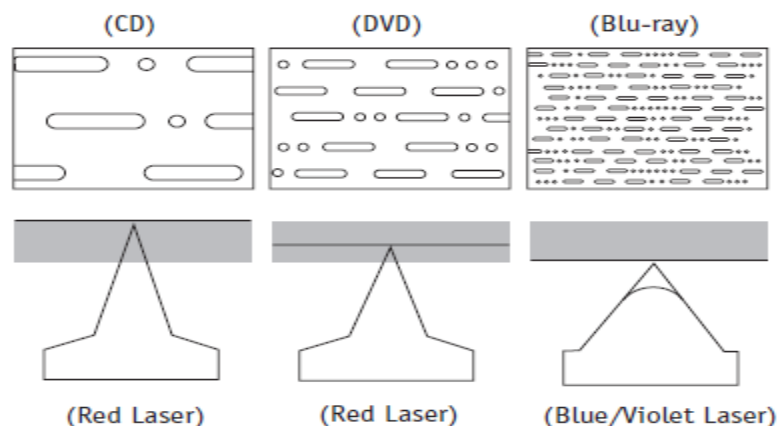 (CD)
(DVD)
(Blu-ray)
(Red Laser)
(Red Laser)
(Blue/Violet Laser)